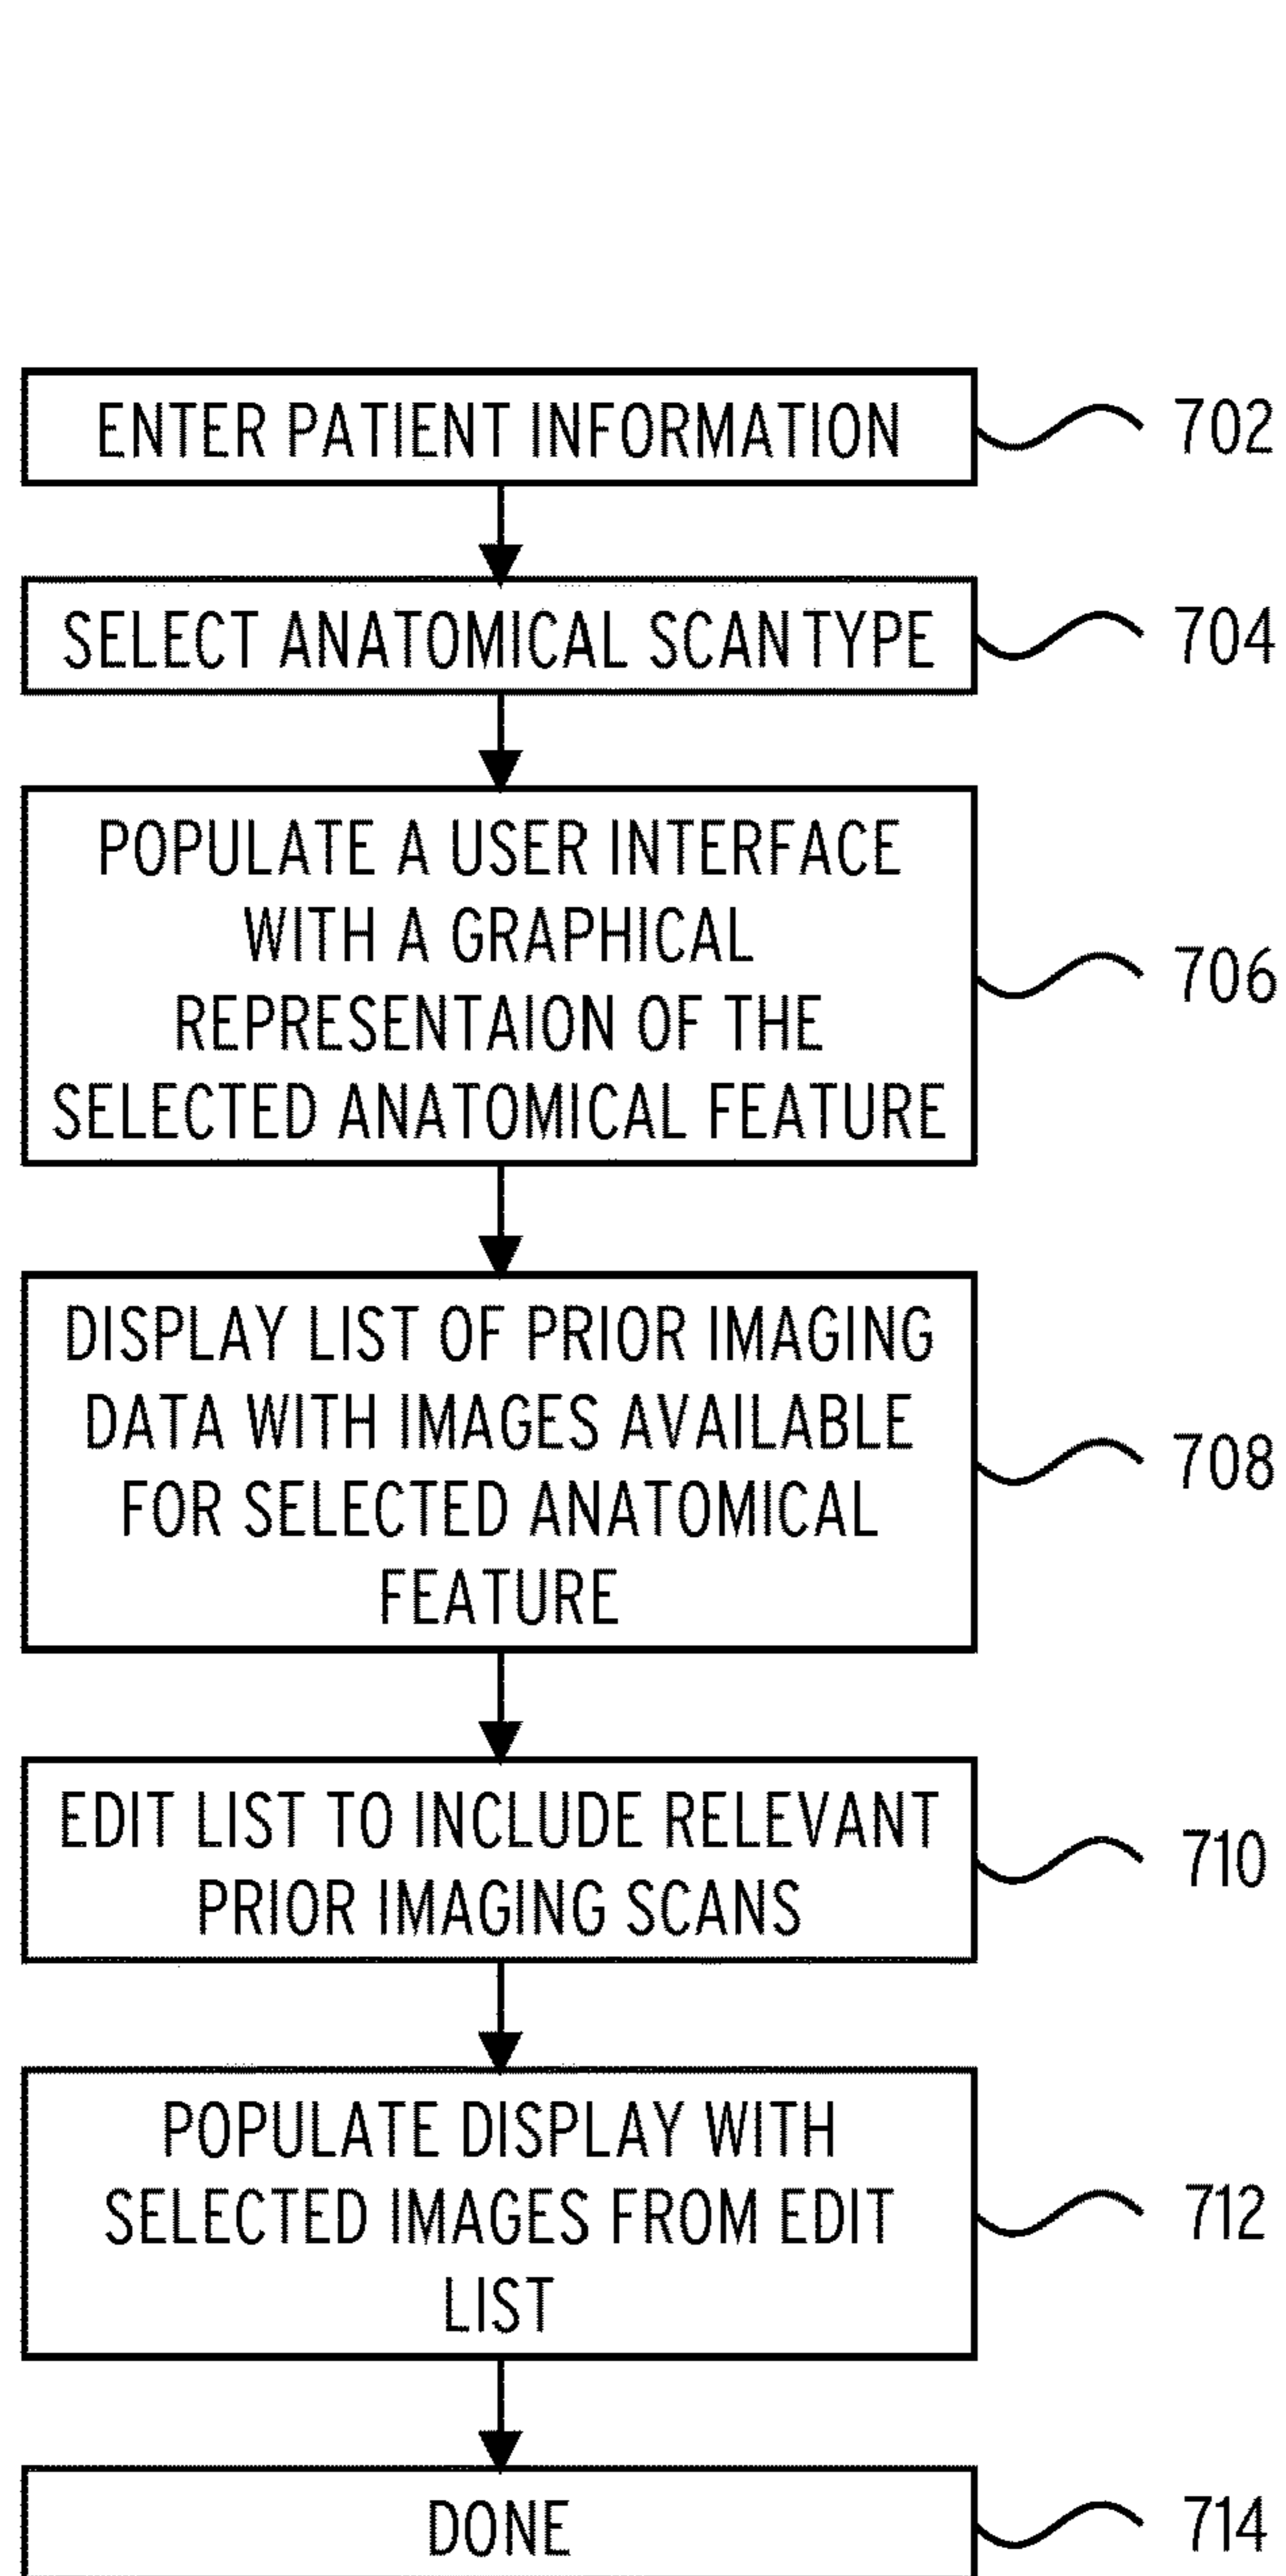 ENTER PATIENT INFORMATION
702
SELECT ANATOMICAL SCAN TYPE
704
POPULATE A USER INTERFACE
WITH A GRAPHICAL
REPRESENTAION OF THE
SELECTED ANATOMICAL FEATURE
706
DISPLAY LIST OF PRIOR IMAGING
DATA WITH IMAGES AVAILABLE
FOR SELECTED ANATOMICAL
FEATURE
708
EDIT LIST TO INCLUDE RELEVANT
PRIOR IMAGING SCANS
710
POPULATE DISPLAY WITH
SELECTED IMAGES FROM EDIT
LIST
712
DONE
714